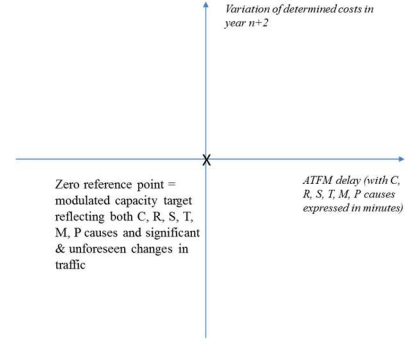 Variation of determined costs in
year n+2
X
Zero reference point =
modulated capacity target
reflecting both C, R, S, T,
M, P causes and significant
& unforeseen changes in
traffic
ATFM delay (with C,
R, S, T, M, P causes
expressed in minutes)